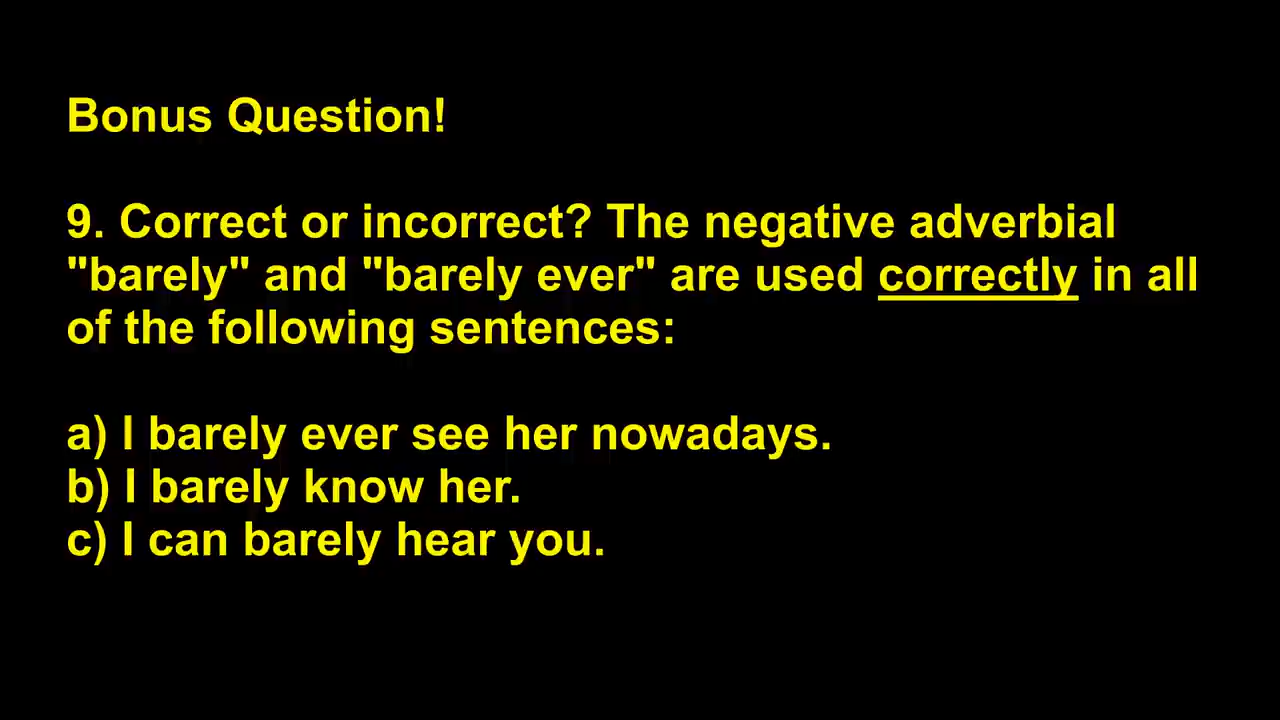 Bonus Question!
9. Correct or incorrect? The negative adverbial
"barely" and "barely ever" are used correctly in all
of the following sentences:
a) I barely ever see her nowadays.
b) I barely know her.
c) I can barely hear you.